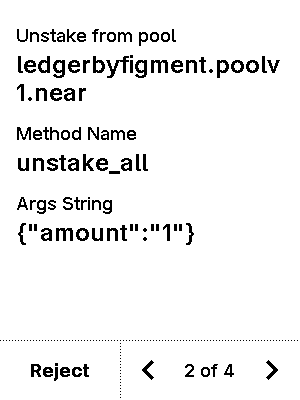 Unstake from pool
ledgerbyfigment.poolv
1.near
Method Name
unstake_all
Args String
{"amount":"1"}
Reject
2 of 4